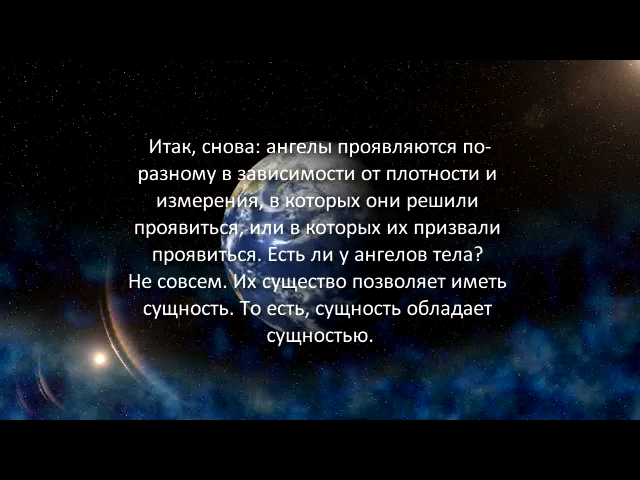 Итак, снова: ангелы проявляются по-
разному в зависимости от плотности и
измерения, в которых они решили
проявиться, или в которых их призвали
проявиться. Есть ли у ангелов тела?
Не совсем. Их существо позволяет иметь
сущность. То есть, сущность обладает
сущностью.